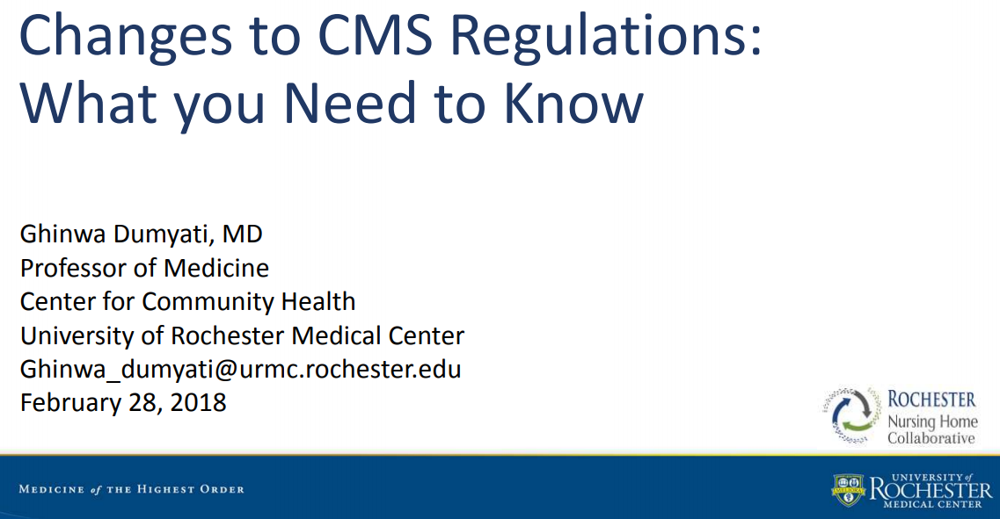 Changes to CMS Regulations:
What you Need to Know
Ghinwa Dumyati, MD
Professor of Medicine
Center for Community Health
University of Rochester Medical Center
Ghinwa_dumyati@urmc.rochester.edu
February 28, 2018
ROCHESTER
Nursing Home
Collaborative
MEDICINE of THE HIGHEST ORDER
MELIORA
UNIVERSITY of
ROCHESTER
MEDICAL CENTER